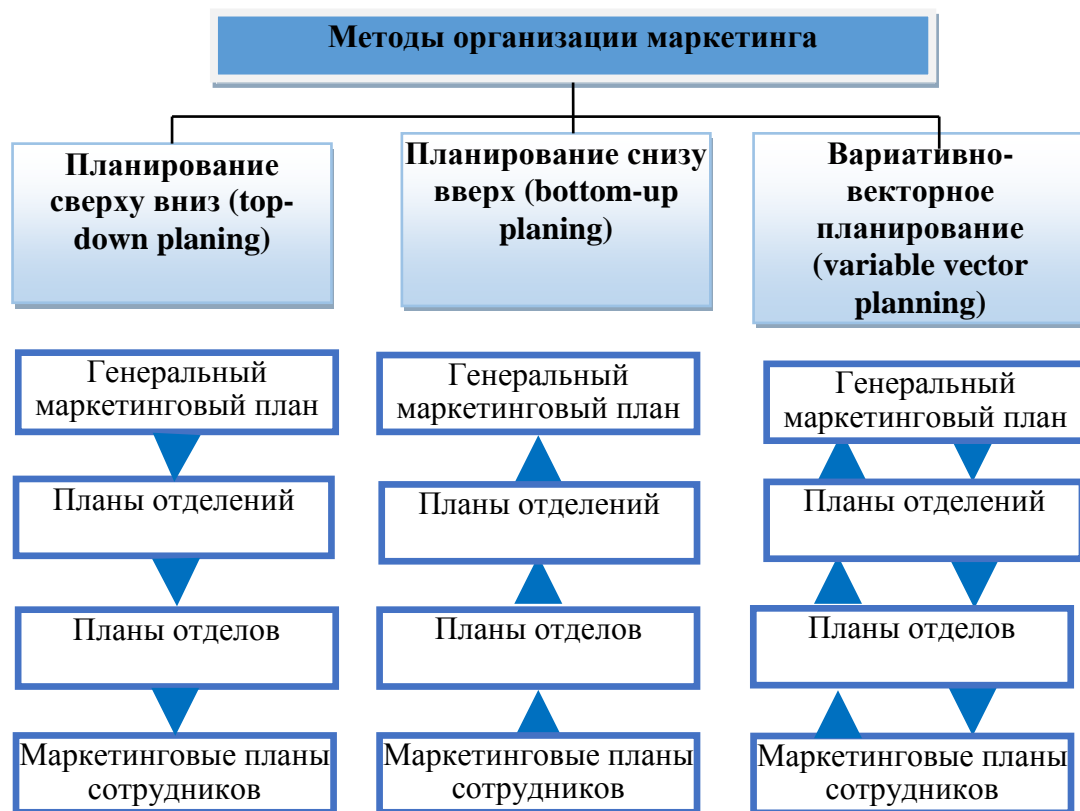 Методы организации маркетинга
Планирование
сверху вниз (top-
down planing)
Планирование снизу
вверх (bottom-up
planing)
Вариативно-
векторное
планирование
(variable vector
planning)
Генеральный
маркетинговый план
Планы отделений
Планы отделов
Маркетинговые планы
сотрудников
Генеральный
маркетинговый план
Планы отделений
Планы отделов
Маркетинговые планы
сотрудников
Генеральный
маркетинговый план
Планы отделений
Планы отделов
Маркетинговые планы
сотрудников